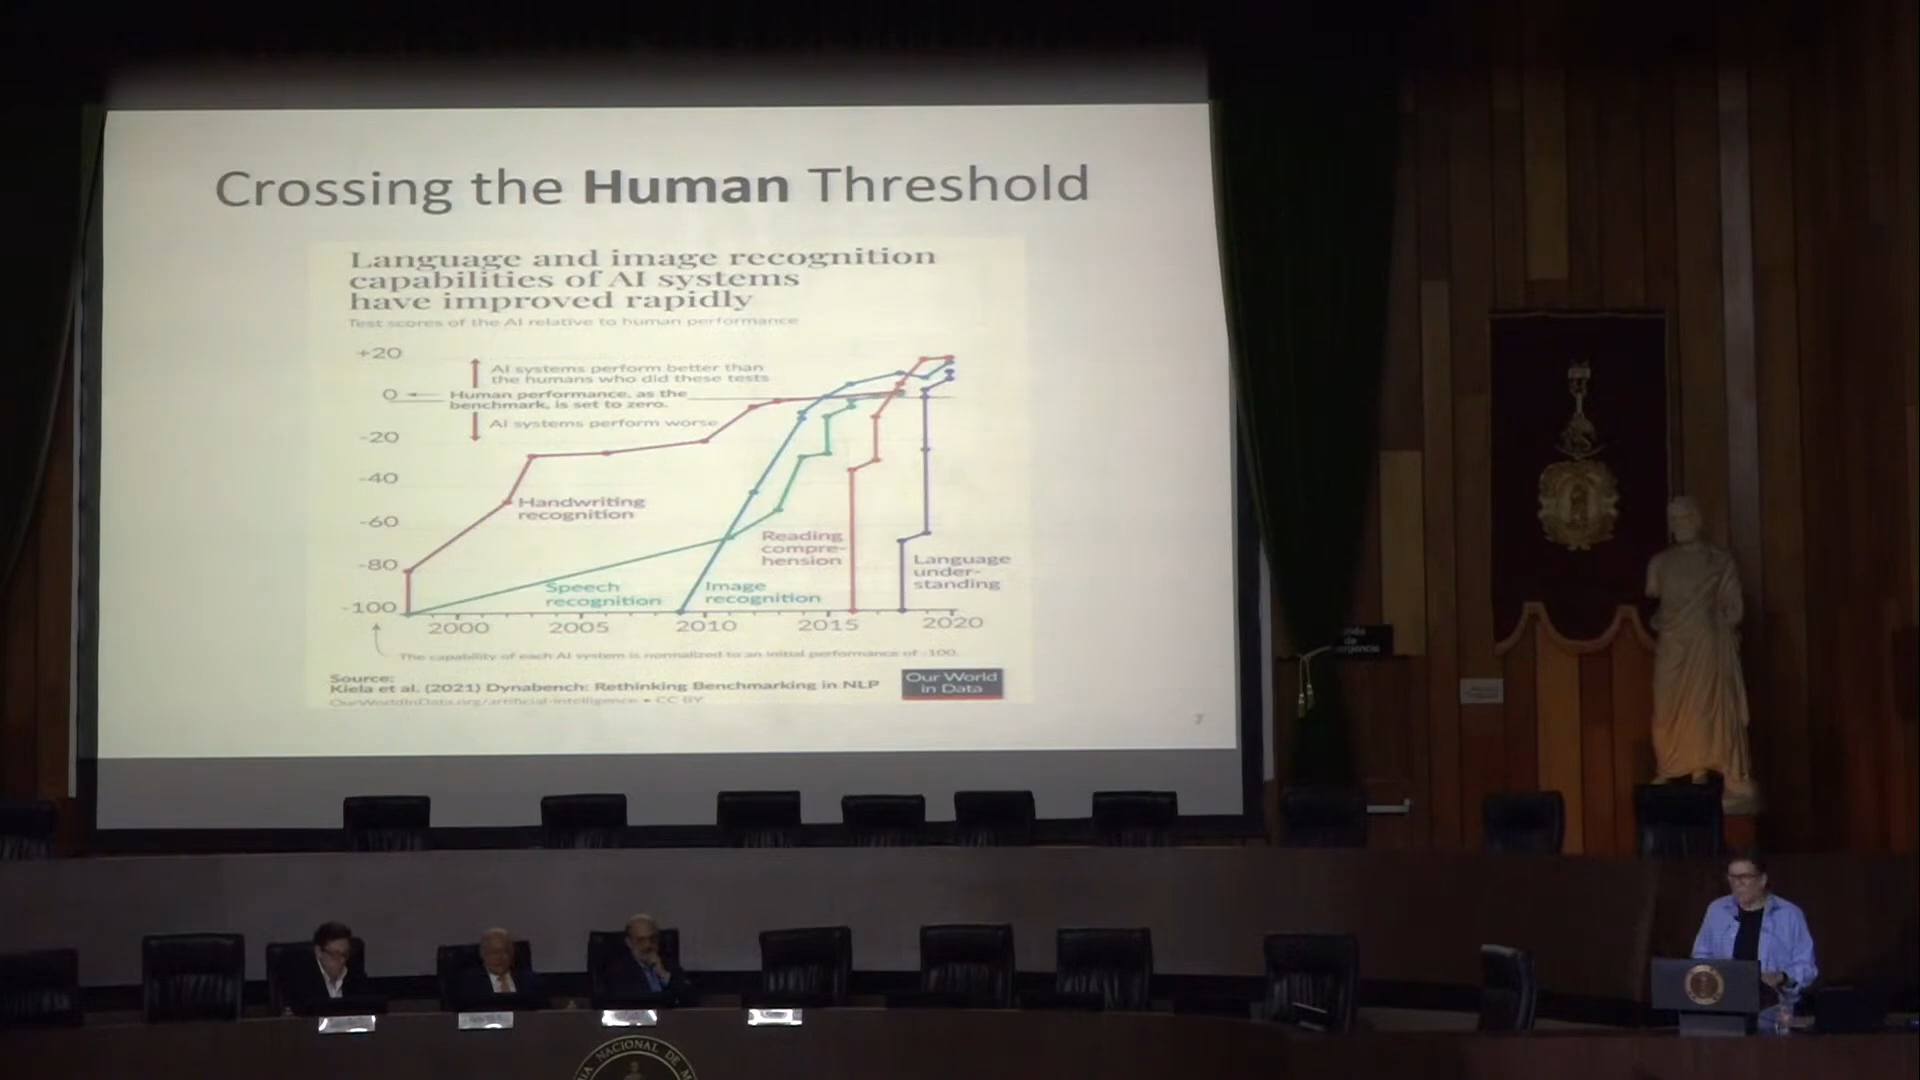 Crossing the Human Threshold
Language and image recognition
capabilities of AI systems
have improved rapidly
Test scores of the AI relative to human performance
+20
AI systems perform better than
the humans who did these tests
0
Human performance, as the
benchmark, is set to zero.
AI systems perform worse
-20
-40
Handwriting
recognition
-60
Reading
compre-
hension
-80
Language
under-
standing
Speech
recognition
Image
recognition
-100
2000 2005 2010 2015 2020
The capability of each AI system is normalized to an initial performance of -100.
Source:
Kiela et al. (2021) Dynabench: Rethinking Benchmarking in NLP
OurWorldInData.org/artificial-intelligence • CC BY
Our World
in Data
7
NACIONAL DE